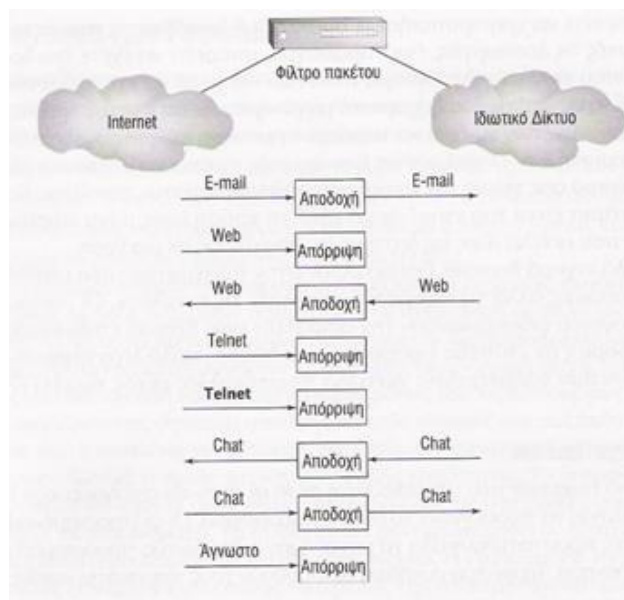 Φίλτρο πακέτου
Internet
Ιδιωτικό Δίκτυο
E-mail Αποδοχή E-mail
Web Απόρριψη
Web Αποδοχή Web
Telnet Απόρριψη
Telnet Απόρριψη
Chat Αποδοχή Chat
Chat Αποδοχή Chat
Άγνωστο Απόρριψη